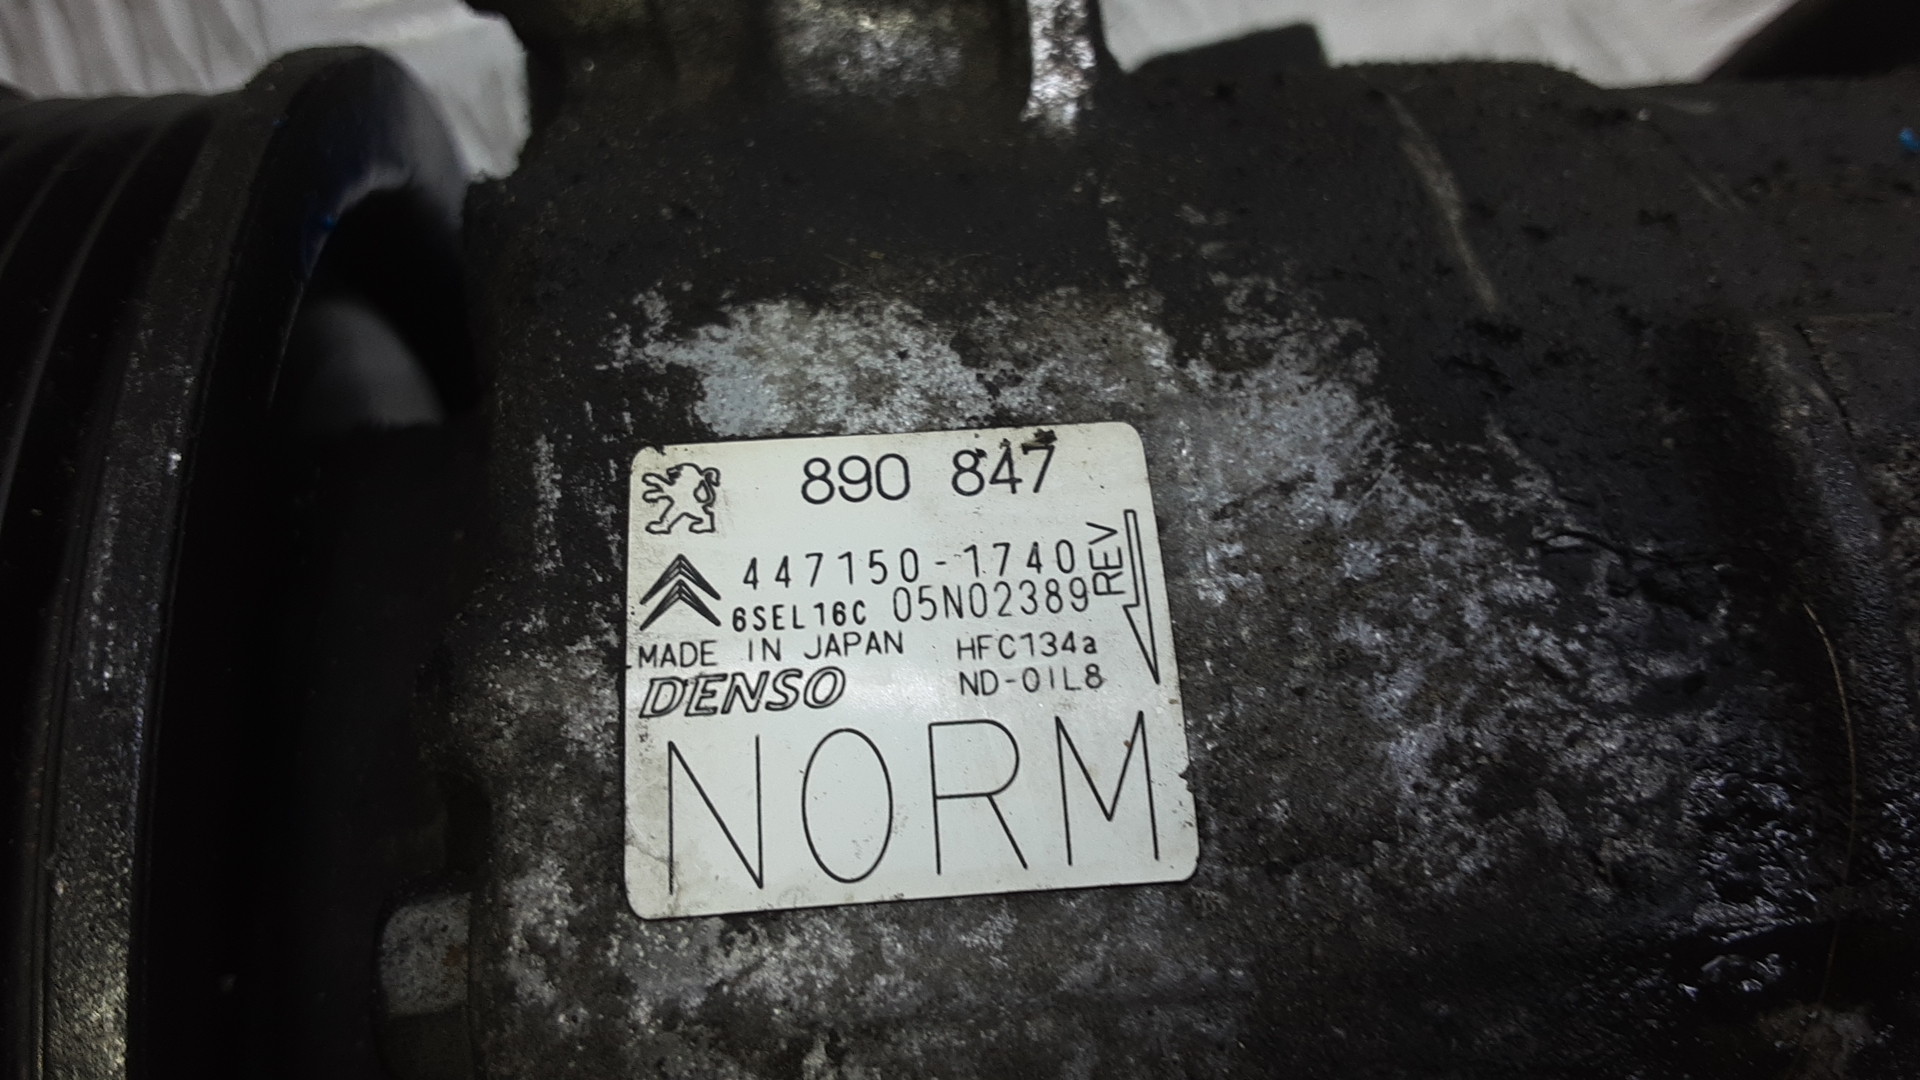 890 847
447150-1740
6SEL16C 05N02389
REV
MADE IN JAPAN HFC134a
DENSO ND-OIL8
NORM